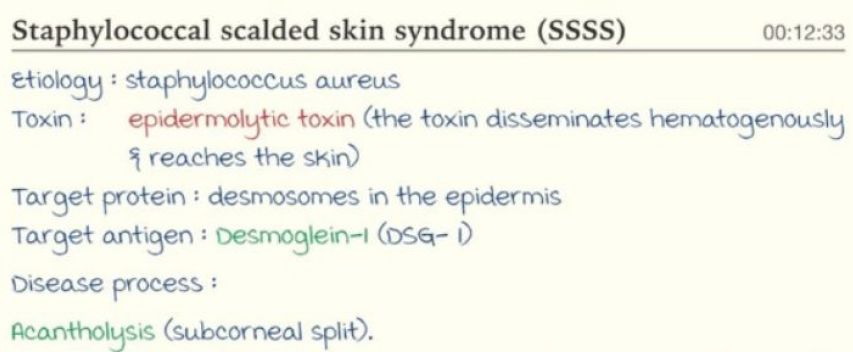 Staphylococcal scalded skin syndrome (SSSS) 00:12:33
Etiology : staphylococcus aureus
Toxin : epidermolytic toxin (the toxin disseminates hematogenously
& reaches the skin)
Target protein : desmosomes in the epidermis
Target antigen : Desmoglein-1 (DSG- 1)
Disease process :
Acantholysis (subcorneal split).